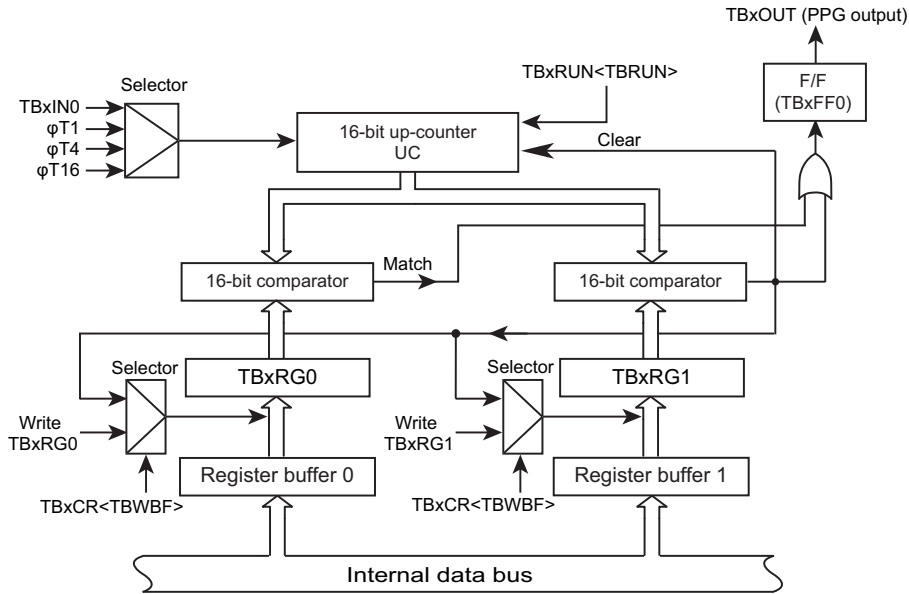 TBxOUT (PPG output)
Selector
TBxRUN<TBRUN>
F/F
(TBxFF0)
TBxIN0
φT1
φT4
φT16
16-bit up-counter
UC
Clear
16-bit comparator
Match
16-bit comparator
Selector
TBxRG0
Selector
TBxRG1
Write
TBxRG0
Write
TBxRG1
Register buffer 0
Register buffer 1
TBxCR<TBWBF>
TBxCR<TBWBF>
Internal data bus